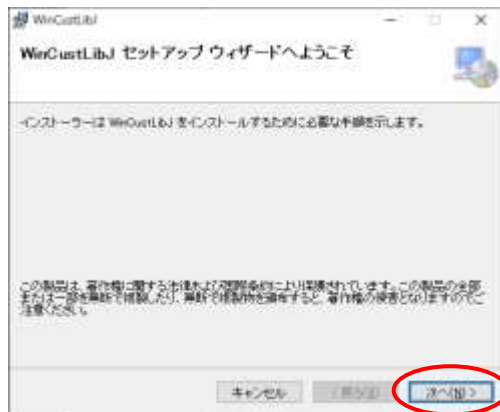 WinCustLibJ
WinCustLibJ セットアップ ウィザードへようこそ
インストーラーは WinCustLibJ をインストールするために必要な手順を示します。
この製品は、著作権に関する法律および国際条約により保護されています。この製品の全部
または一部を無断で複製したり、無断で複製物を頒布すると、著作権の侵害となりますのでご
注意ください。
キャンセル
< 戻る(B)
次へ(N) >